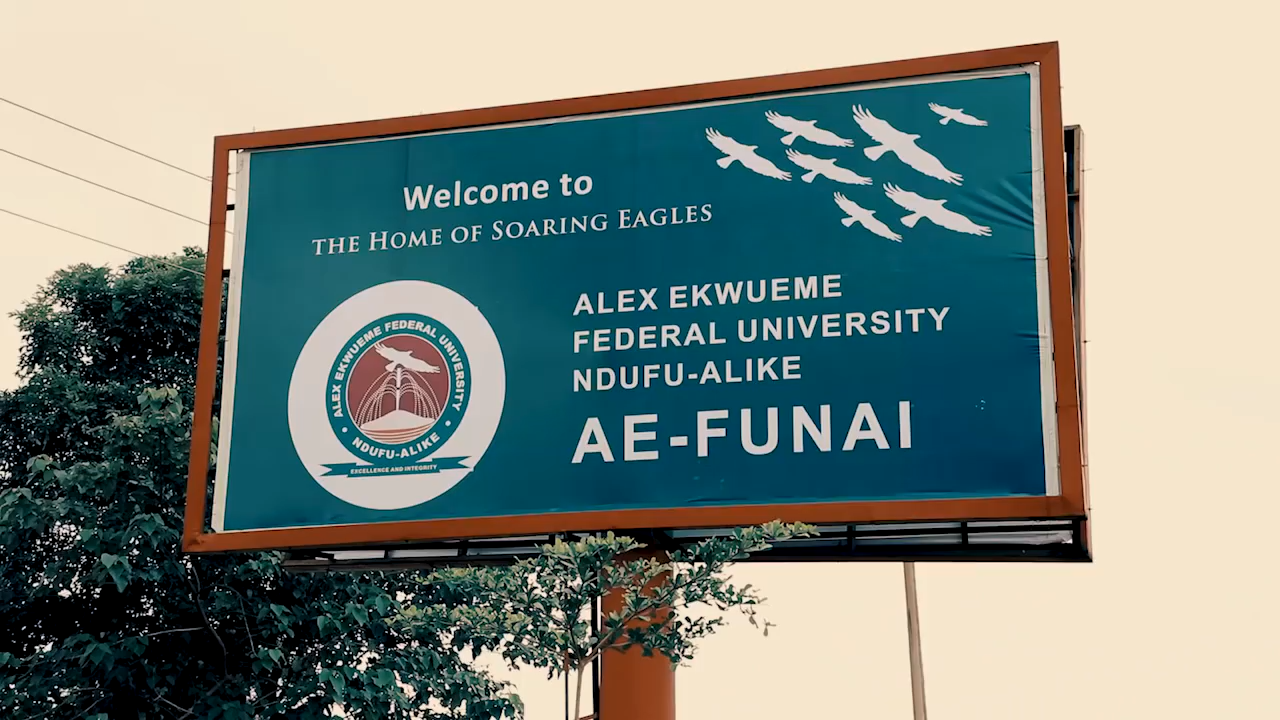 Welcome to
THE HOME OF SOARING EAGLES
ALEX EKWUEME
FEDERAL UNIVERSITY
NDUFU-ALIKE
AE-FUNAI
ALEX EKWUEME FEDERAL UNIVERSITY
NDUFU-ALIKE
EXCELLENCE AND INTEGRITY